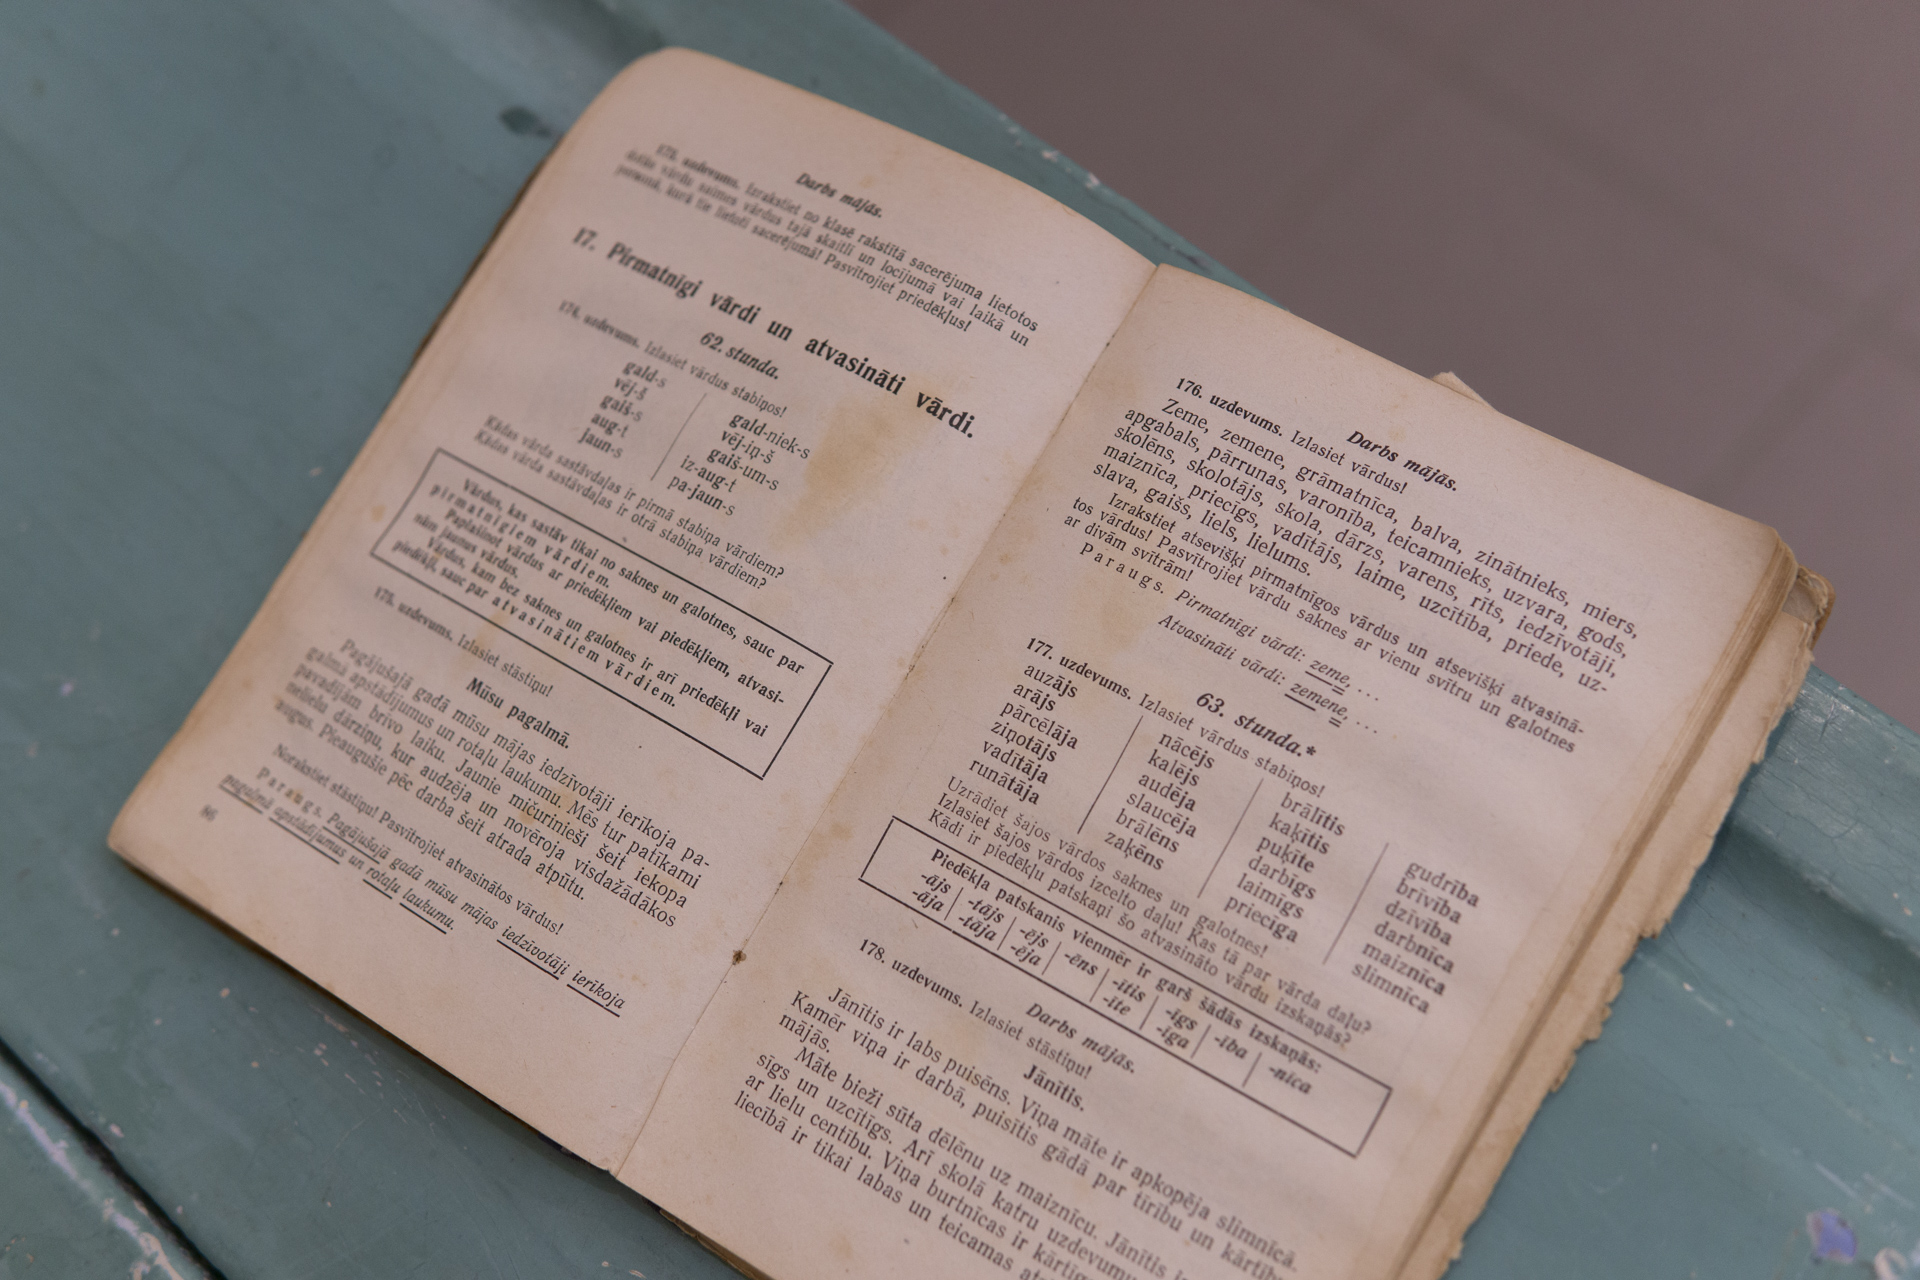 Darbs mājās.
173. uzdevums. Izrakstiet no klasē rakstītā sacerējuma lietotos
dotās vārdu saimes vārdus tajā skaitlī un locījumā vai laikā un
personā, kurā tie lietoti sacerējumā! Pasvītrojiet priedēkļus!
17. Pirmatnīgi vārdi un atvasināti vārdi.
62. stunda.
174. uzdevums. Izlasiet vārdus stabiņos!
gald-s gald-niek-s
vēj-š vēj-iņ-š
gaiš-s gaiš-um-s
aug-t iz-aug-t
jaun-s pa-jaun-s
Kādas vārda sastāvdaļas ir pirmā stabiņa vārdiem?
Kādas vārda sastāvdaļas ir otrā stabiņa vārdiem?
Vārdus, kas sastāv tikai no saknes un galotnes, sauc par
pirmatnīgiem vārdiem.
Paplašinot vārdus ar priedēkļiem vai piedēkļiem, atvasi-
nām jaunus vārdus.
Vārdus, kam bez saknes un galotnes ir arī priedēkļi vai
piedēkļi, sauc par atvasinātiem vārdiem.
175. uzdevums. Izlasiet stāstiņu!
Mūsu pagalmā.
Pagājušajā gadā mūsu mājas iedzīvotāji ierīkoja pa-
galmā apstādījumus un rotaļu laukumu. Mēs tur patīkami
pavadījām brīvo laiku. Jaunie mičurinieši šeit iekopa
nelielu dārziņu, kur audzēja un novēroja visdažādākos
augus. Pieaugušie pēc darba šeit atrada atpūtu.
Norakstiet stāstiņu! Pasvītrojiet atvasinātos vārdus!
Paraugs. Pagājušajā gadā mūsu mājas iedzīvotāji ierīkoja
pagalmā apstādījumus un rotaļu laukumu.
86
Darbs mājās.
176. uzdevums. Izlasiet vārdus!
Zeme, zemene, grāmatnīca, balva, zinātnieks, miers,
apgabals, pārrunas, varonība, teicamnieks, uzvara, gods,
skolēns, skolotājs, skola, dārzs, varens, rīts, iedzīvotāji,
maiznīca, priecīgs, vadītājs, laime, uzcītība, priede, uz-
slava, gaišs, liels, lielums.
Izrakstiet atsevišķi pirmatnīgos vārdus un atsevišķi atvasinā-
tos vārdus! Pasvītrojiet vārdu saknes ar vienu svītru un galotnes
ar divām svītrām!
Paraugs. Pirmatnīgi vārdi: zeme, . . .
Atvasināti vārdi: zemene, . . .
63. stunda.*
177. uzdevums. Izlasiet vārdus stabiņos!
auzājs nācējs brālītis gudrība
arājs kalējs kaķītis brīvība
pārcēlāja audēja puķīte dzīvība
ziņotājs slaucēja darbīgs darbnīca
vadītāja brālēns laimīgs maiznīca
runātāja zaķēns priecīga slimnīca
Uzrādiet šajos vārdos saknes un galotnes!
Izlasiet šajos vārdos izcelto daļu! Kas tā par vārda daļu?
Kādi ir piedēkļu patskaņi šo atvasināto vārdu izskaņās?
Piedēkļa patskanis vienmēr ir garš šādās izskaņās:
-ājs -tājs -ējs -ēns -ītis -īgs -ība -nīca
-āja -tāja -ēja -īte -īga
Darbs mājās.
178. uzdevums. Izlasiet stāstiņu!
Jānītis.
Jānītis ir labs puisēns. Viņa māte ir apkopēja slimnīcā.
Kamēr viņa ir darbā, puisītis gādā par tīrību un kārtību
mājās.
Māte bieži sūta dēlēnu uz maiznīcu. Jānītis ir
sīgs un uzcītīgs. Arī skolā katru uzdevumu
ar lielu centību. Viņa burtnīcas ir kārtīg
liecībā ir tikai labas un teicamas at